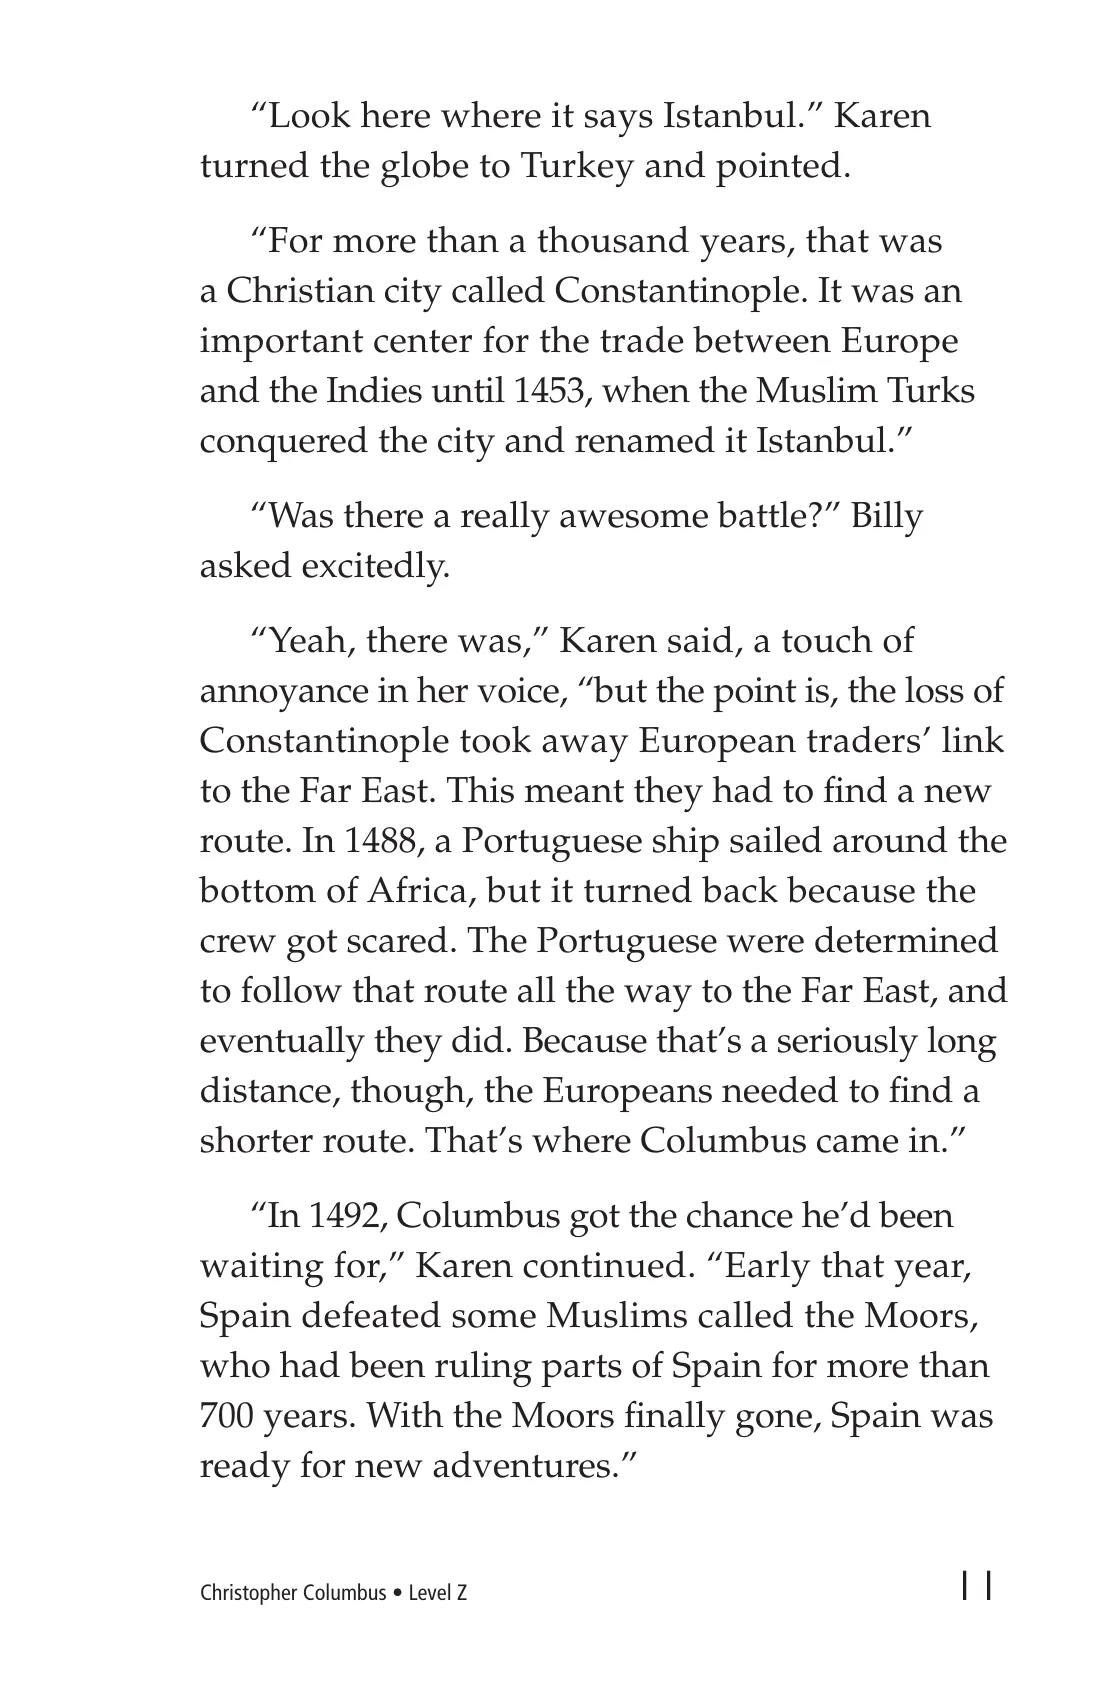 “Look here where it says Istanbul.” Karen
turned the globe to Turkey and pointed.
“For more than a thousand years, that was
a Christian city called Constantinople. It was an
important center for the trade between Europe
and the Indies until 1453, when the Muslim Turks
conquered the city and renamed it Istanbul.”
“Was there a really awesome battle?” Billy
asked excitedly.
“Yeah, there was,” Karen said, a touch of
annoyance in her voice, “but the point is, the loss of
Constantinople took away European traders’ link
to the Far East. This meant they had to find a new
route. In 1488, a Portuguese ship sailed around the
bottom of Africa, but it turned back because the
crew got scared. The Portuguese were determined
to follow that route all the way to the Far East, and
eventually they did. Because that’s a seriously long
distance, though, the Europeans needed to find a
shorter route. That’s where Columbus came in.”
“In 1492, Columbus got the chance he’d been
waiting for,” Karen continued. “Early that year,
Spain defeated some Muslims called the Moors,
who had been ruling parts of Spain for more than
700 years. With the Moors finally gone, Spain was
ready for new adventures.”
Christopher Columbus • Level Z
11